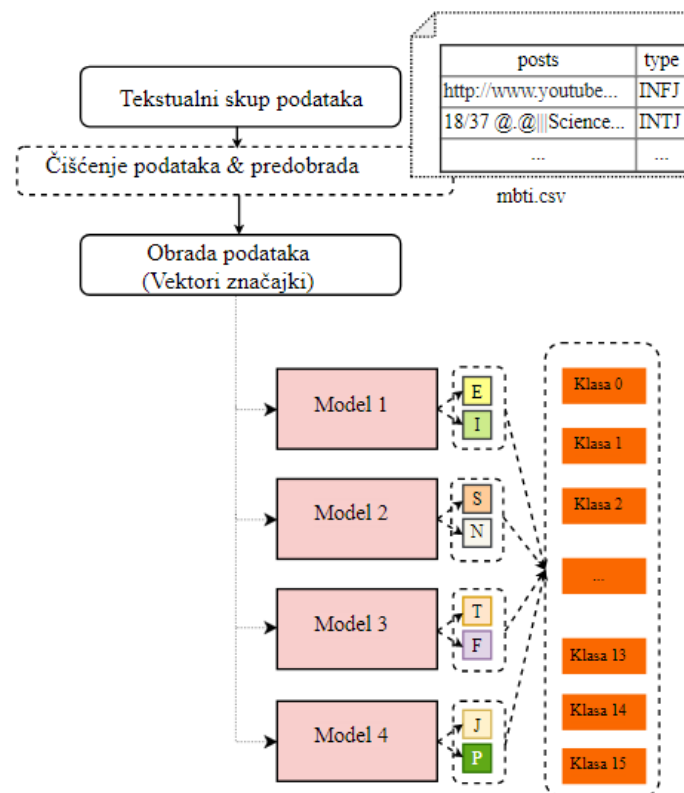 posts type
http://www.youtube... INFJ
18/37 @.@|||Science... INTJ
... ...
mbti.csv
Tekstualni skup podataka
Čišćenje podataka & predobrada
Obrada podataka
(Vektori značajki)
Model 1
E
I
Model 2
S
N
Model 3
T
F
Model 4
J
P
Klasa 0
Klasa 1
Klasa 2
...
Klasa 13
Klasa 14
Klasa 15